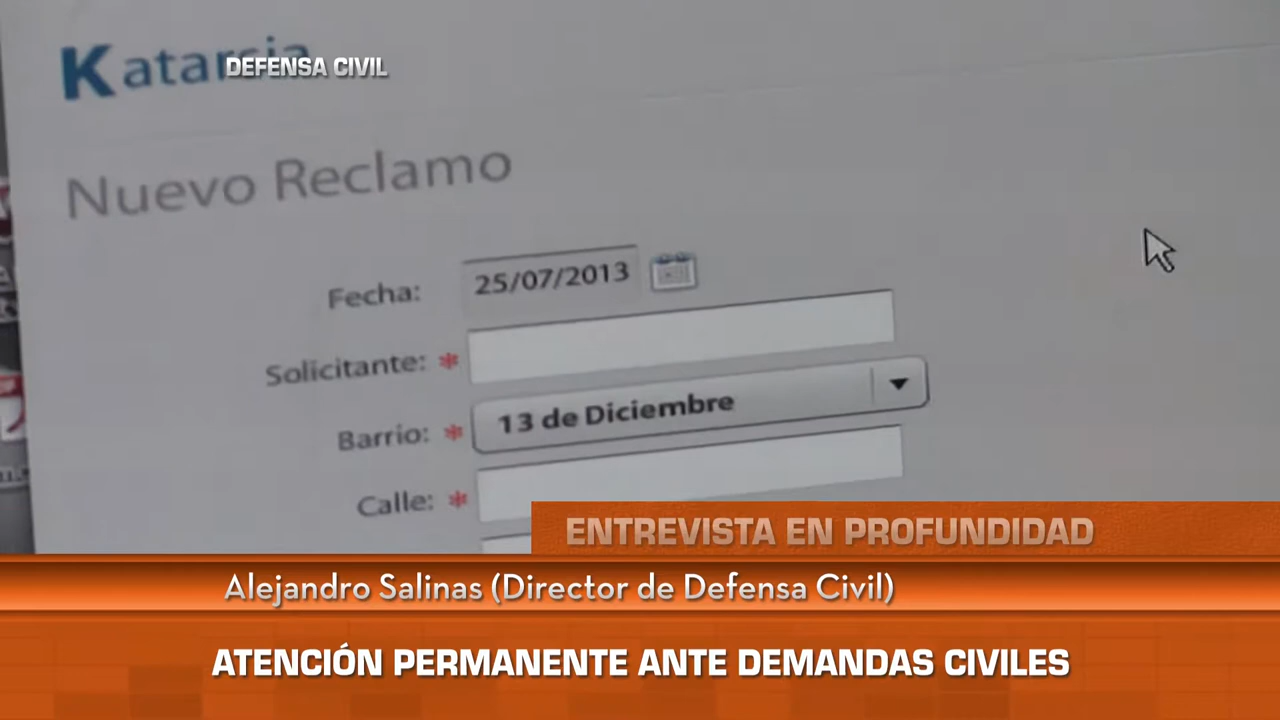 Katarsia
DEFENSA CIVIL
Nuevo Reclamo
Fecha: 25/07/2013
Solicitante: *
Barrio: * 13 de Diciembre
Calle: *
ENTREVISTA EN PROFUNDIDAD
Alejandro Salinas (Director de Defensa Civil)
ATENCIÓN PERMANENTE ANTE DEMANDAS CIVILES